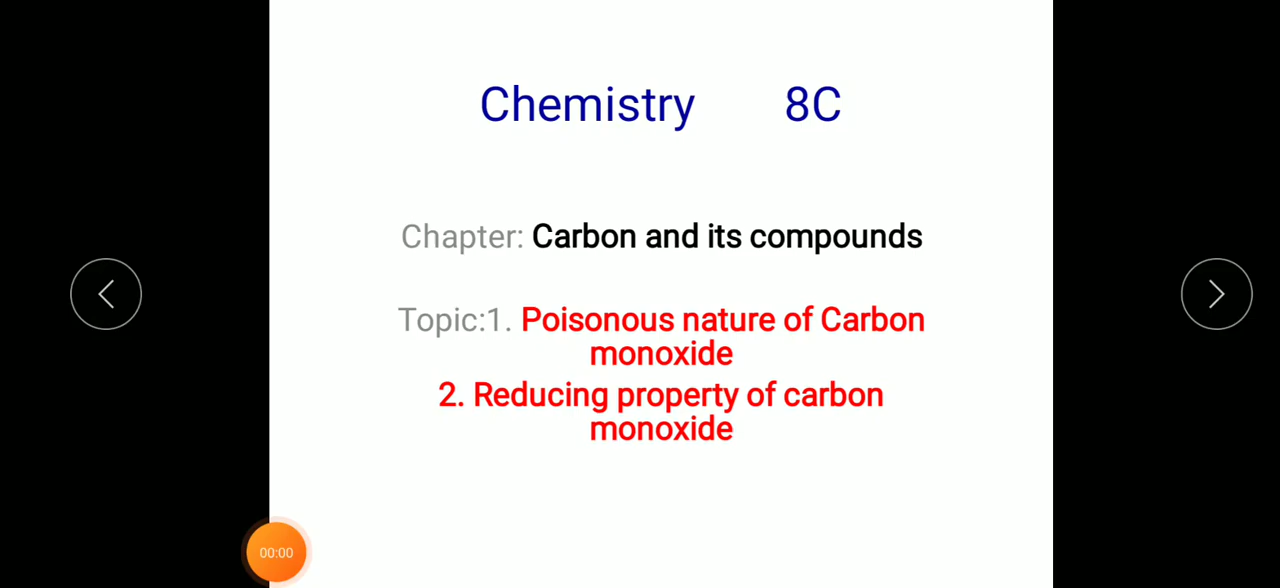 Chemistry 8C
Chapter: Carbon and its compounds
Topic:1. Poisonous nature of Carbon
monoxide
2. Reducing property of carbon
monoxide
00:00